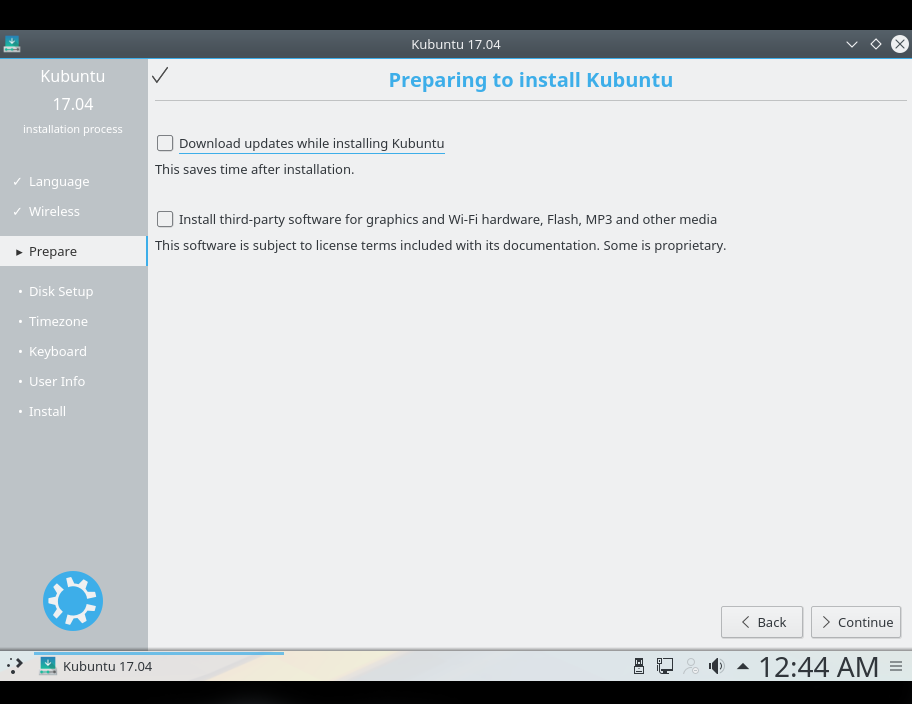 Kubuntu 17.04
Kubuntu
17.04
installation process
✓ Language
✓ Wireless
▸ Prepare
• Disk Setup
• Timezone
• Keyboard
• User Info
• Install
Preparing to install Kubuntu
Download updates while installing Kubuntu
This saves time after installation.
Install third-party software for graphics and Wi-Fi hardware, Flash, MP3 and other media
This software is subject to license terms included with its documentation. Some is proprietary.
Back
Continue
Kubuntu 17.04
12:44 AM